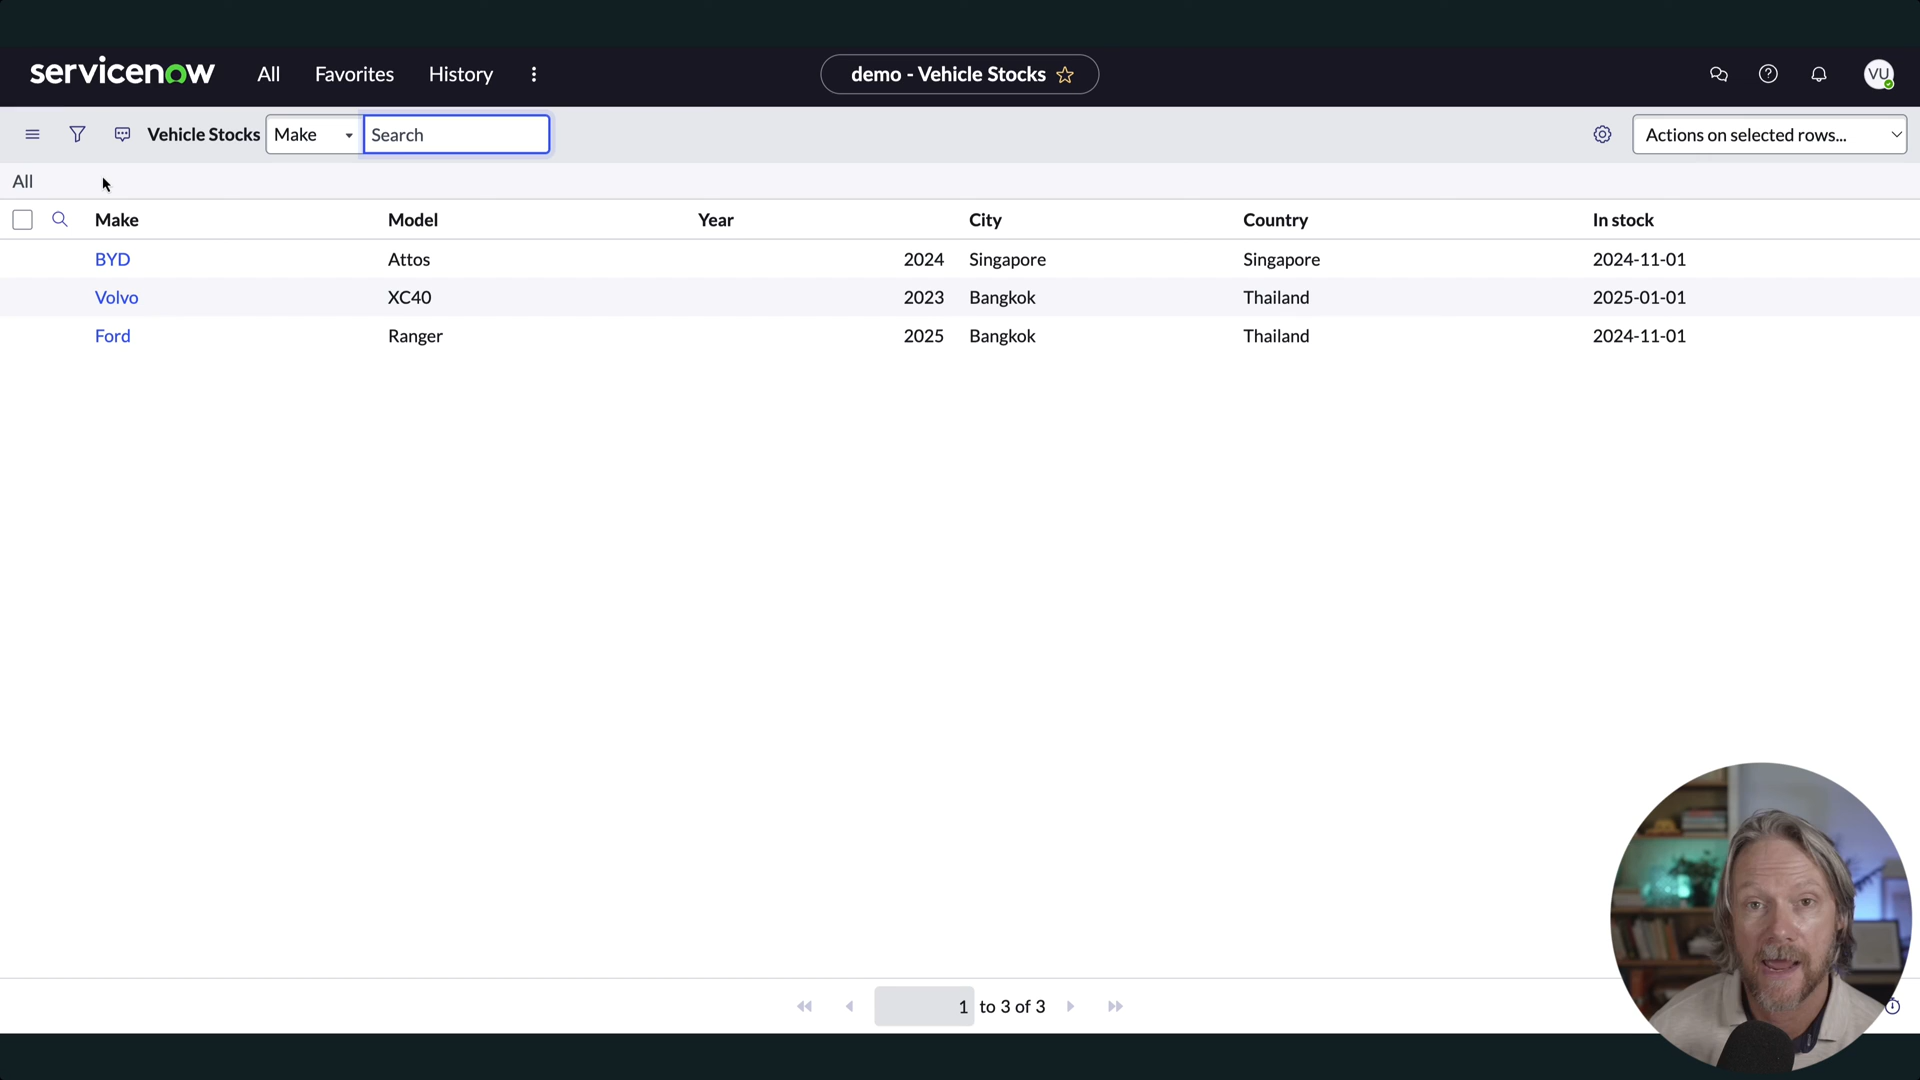 servicenow All Favorites History demo - Vehicle Stocks VU
Vehicle Stocks Make Search Actions on selected rows...
All
Make Model Year City Country In stock
BYD Attos 2024 Singapore Singapore 2024-11-01
Volvo XC40 2023 Bangkok Thailand 2025-01-01
Ford Ranger 2025 Bangkok Thailand 2024-11-01
1 to 3 of 3